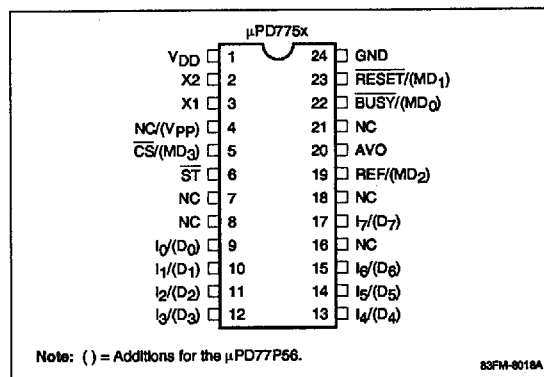 μPD775x
VDD 1 24 GND
X2 2 23 RESET/(MD1)
X1 3 22 BUSY/(MD0)
NC/(VPP) 4 21 NC
CS/(MD3) 5 20 AVO
ST 6 19 REF/(MD2)
NC 7 18 NC
NC 8 17 I7/(D7)
I0/(D0) 9 16 NC
I1/(D1) 10 15 I6/(D6)
I2/(D2) 11 14 I5/(D5)
I3/(D3) 12 13 I4/(D4)
Note: ( ) = Additions for the μPD77P56.
83FM-8018A